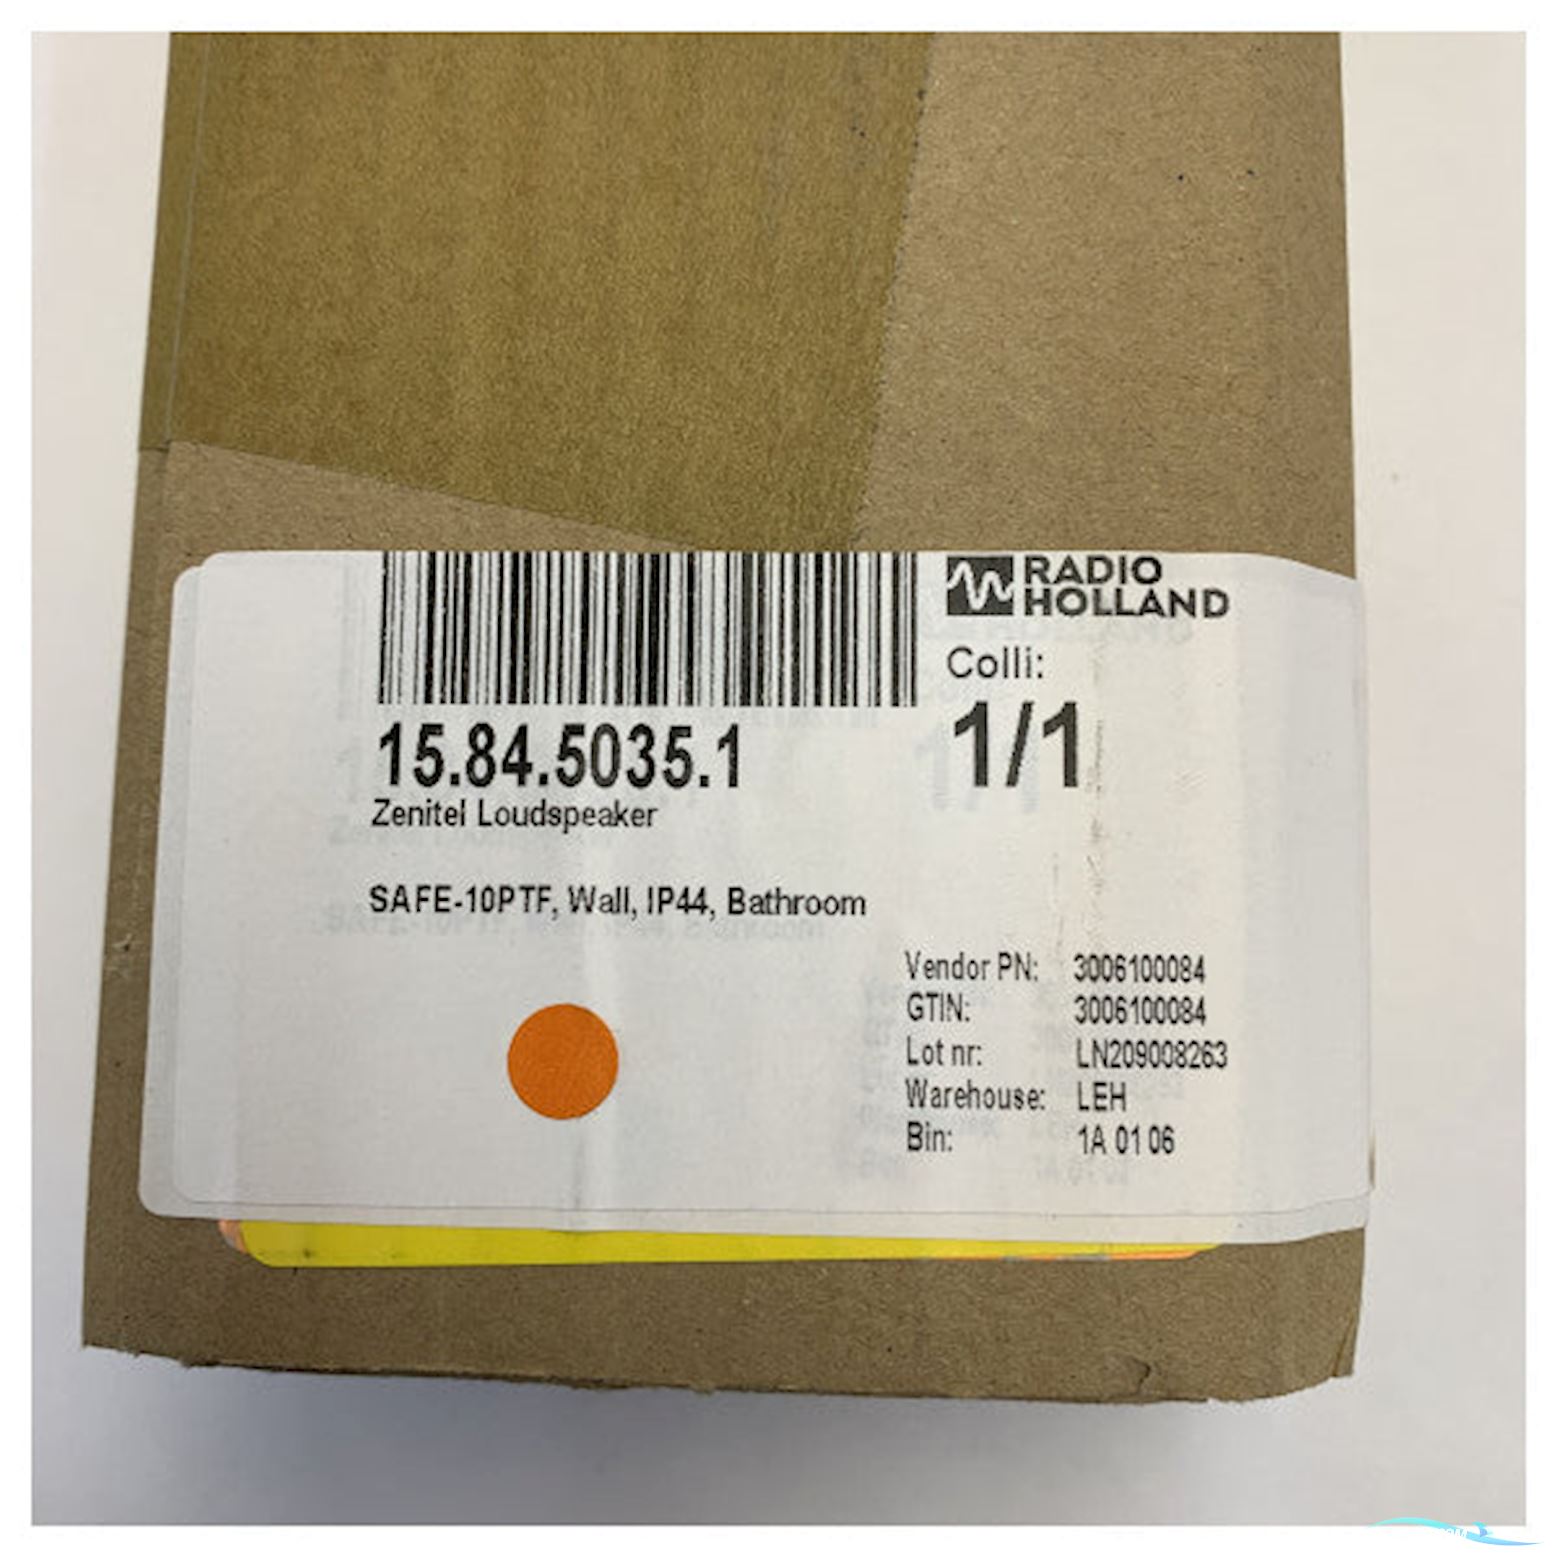 RADIO
HOLLAND
Colli:
1/1
15.84.5035.1
Zenitel Loudspeaker
SAFE-10PTF, Wall, IP44, Bathroom
Vendor PN: 3006100084
GTIN: 3006100084
Lot nr: LN209008263
Warehouse: LEH
Bin: 1A 01 06